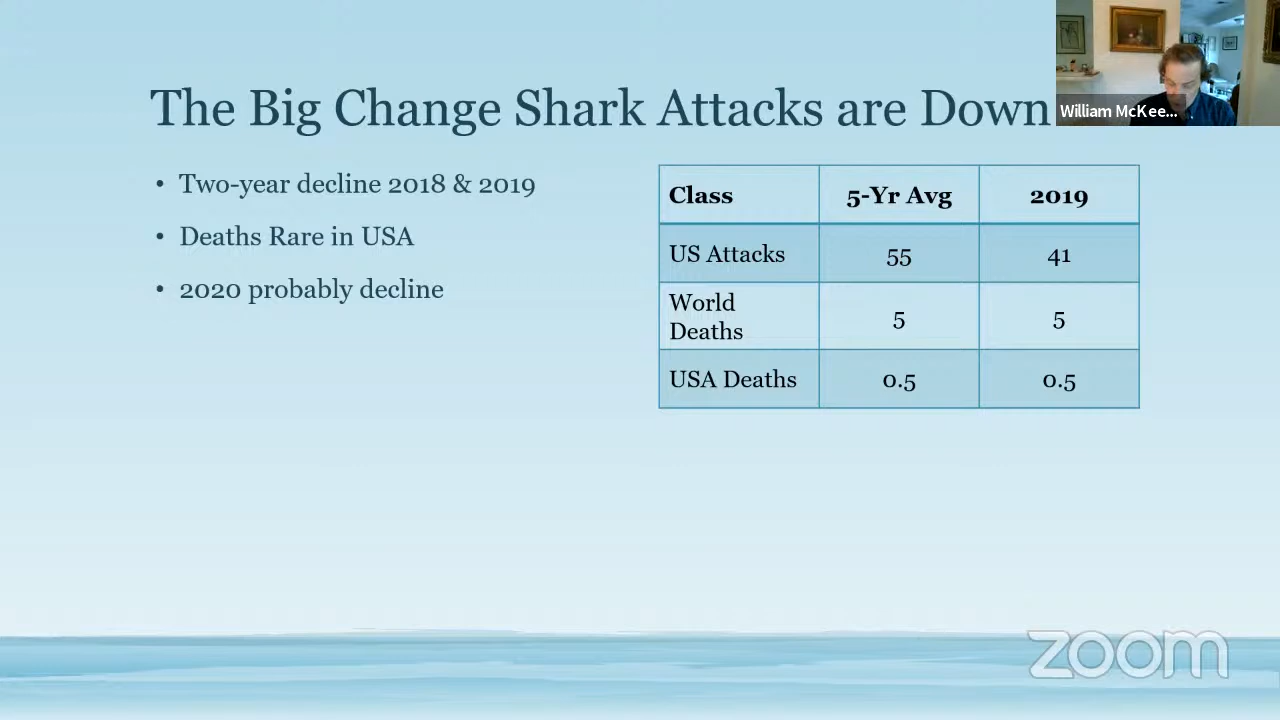 The Big Change Shark Attacks are Down
William McKee...
• Two-year decline 2018 & 2019
• Deaths Rare in USA
• 2020 probably decline
Class 5-Yr Avg 2019
US Attacks 55 41
World
Deaths 5 5
USA Deaths 0.5 0.5
zoom